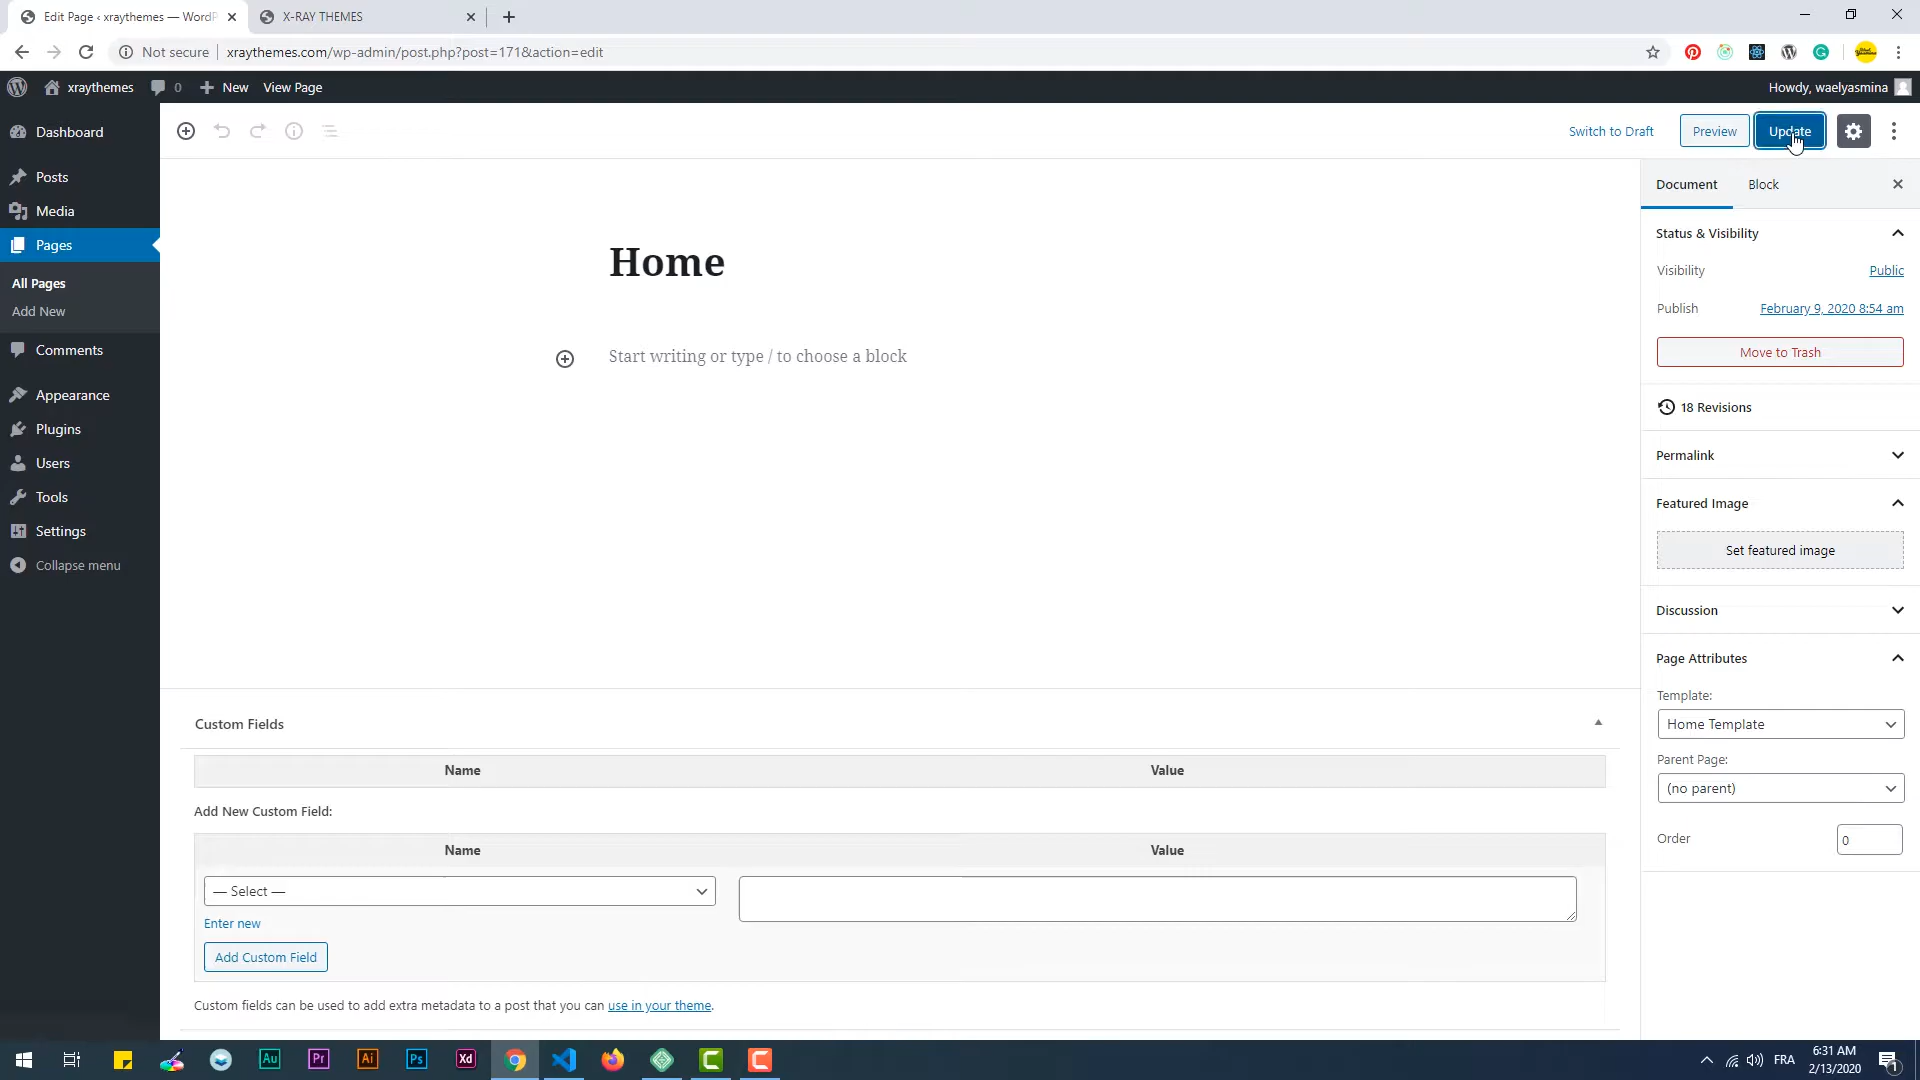 Edit Page ‹ xraythemes — WordP
X-RAY THEMES
Not secure
xraythemes.com/wp-admin/post.php?post=171&action=edit
xraythemes
0
New
View Page
Howdy, waelyasmina
Dashboard
Posts
Media
Pages
All Pages
Add New
Comments
Appearance
Plugins
Users
Tools
Settings
Collapse menu
Switch to Draft
Preview
Update
Home
Start writing or type / to choose a block
Document
Block
Status & Visibility
Visibility
Public
Publish
February 9, 2020 8:54 am
Move to Trash
18 Revisions
Permalink
Featured Image
Set featured image
Discussion
Page Attributes
Template:
Home Template
Parent Page:
(no parent)
Order
0
Custom Fields
Name
Value
Add New Custom Field:
Name
Value
— Select —
Enter new
Add Custom Field
Custom fields can be used to add extra metadata to a post that you can use in your theme.
Au
Pr
Ai
Ps
Xd
FRA
6:31 AM
2/13/2020
1